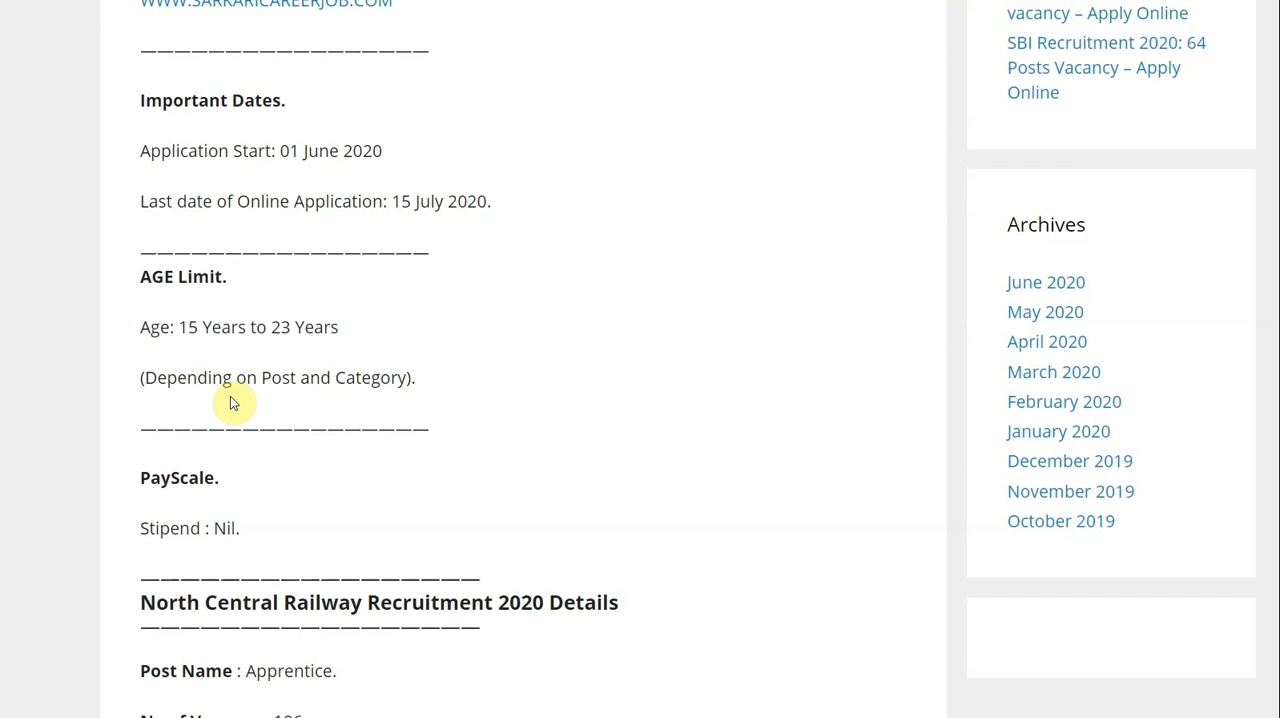 WWW.SARKARICAREERJOB.COM
—————————————————
Important Dates.
Application Start: 01 June 2020
Last date of Online Application: 15 July 2020.
—————————————————
AGE Limit.
Age: 15 Years to 23 Years
(Depending on Post and Category).
—————————————————
PayScale.
Stipend : Nil.
—————————————————
North Central Railway Recruitment 2020 Details
—————————————————
Post Name : Apprentice.
vacancy – Apply Online
SBI Recruitment 2020: 64
Posts Vacancy – Apply
Online
Archives
June 2020
May 2020
April 2020
March 2020
February 2020
January 2020
December 2019
November 2019
October 2019